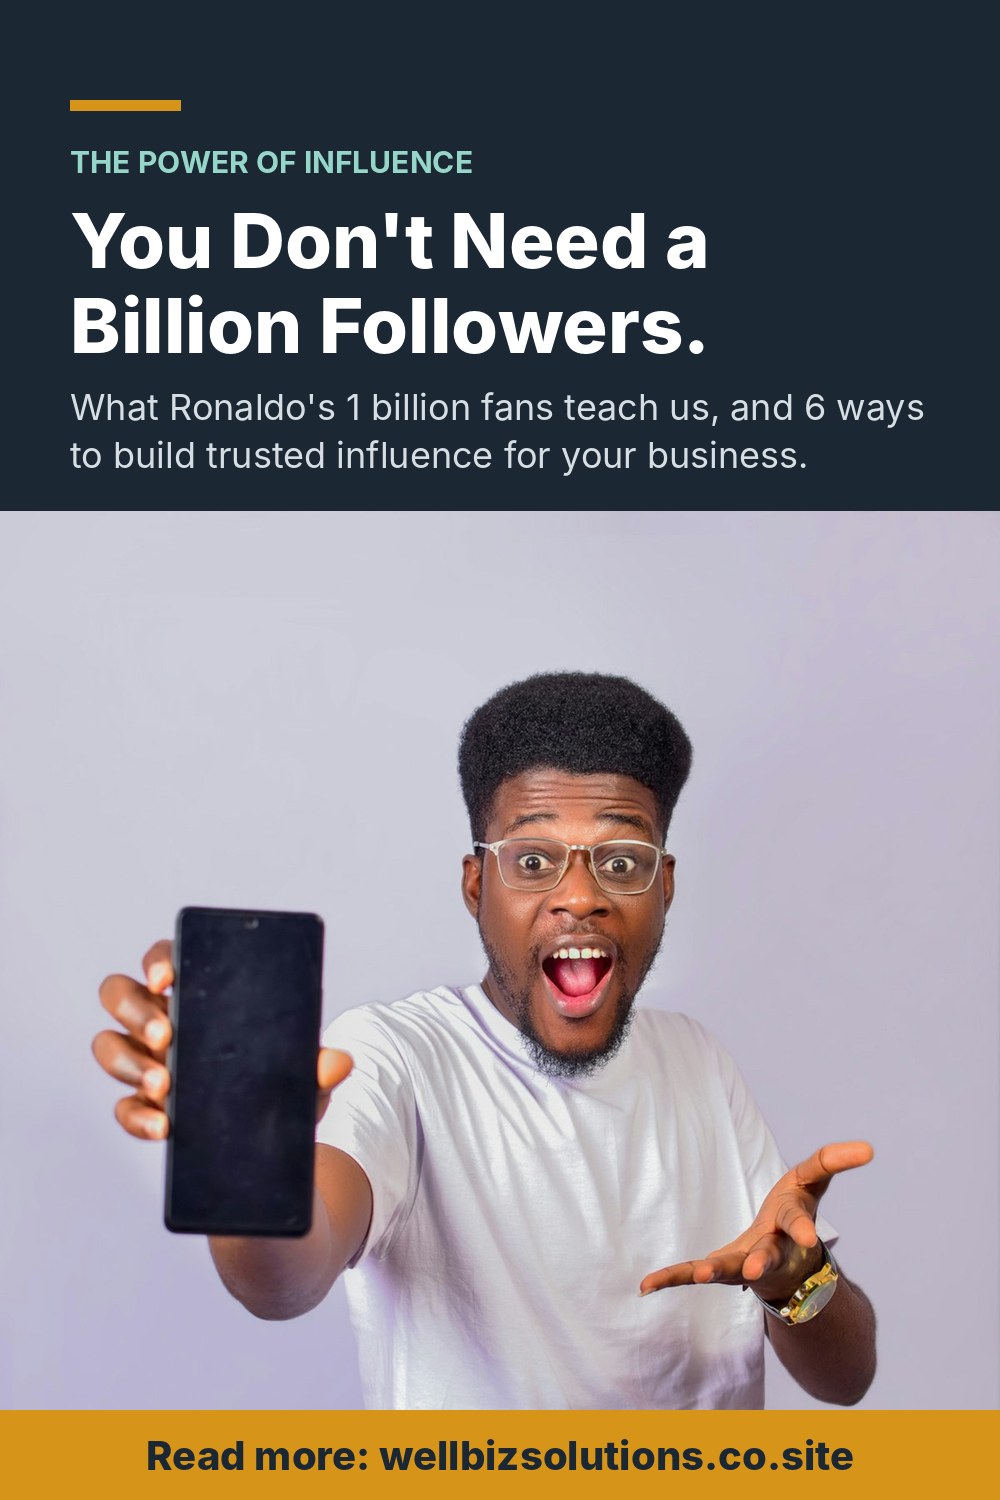 THE POWER OF INFLUENCE
You Don't Need a
Billion Followers.
What Ronaldo's 1 billion fans teach us, and 6 ways
to build trusted influence for your business.
Read more: wellbizsolutions.co.site